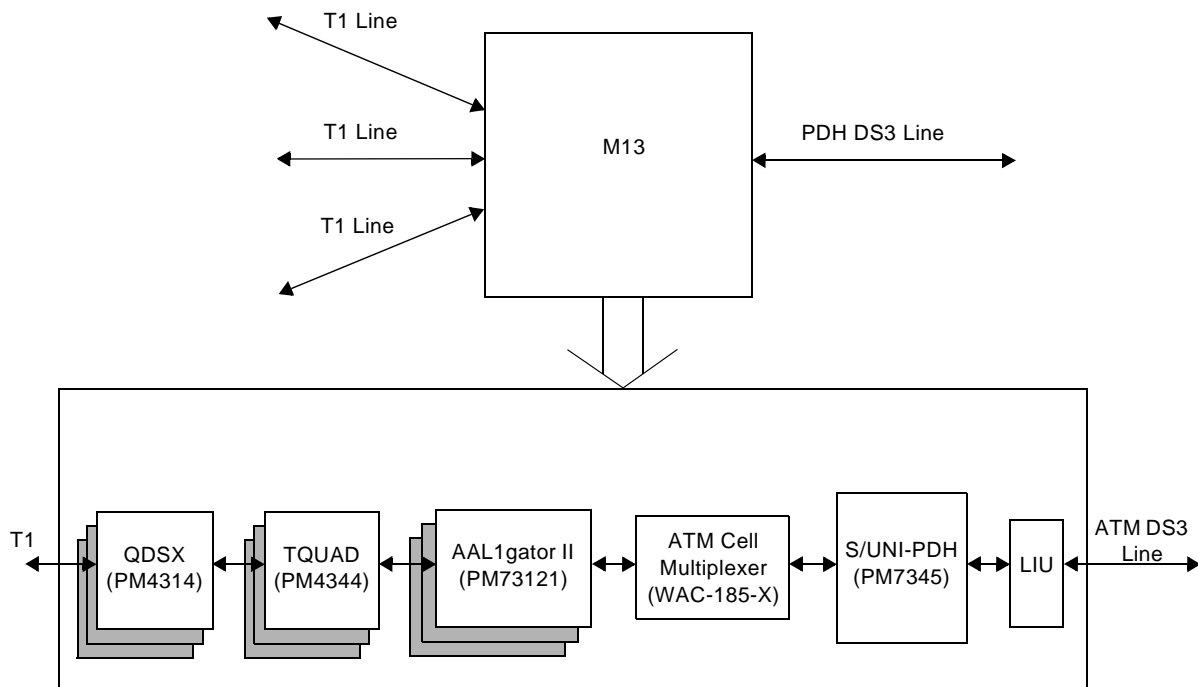 T1 Line
T1 Line
M13
PDH DS3 Line
T1 Line
T1
QDSX
(PM4314)
TQUAD
(PM4344)
AAL1gator II
(PM73121)
ATM Cell
Multiplexer
(WAC-185-X)
S/UNI-PDH
(PM7345)
LIU
ATM DS3
Line